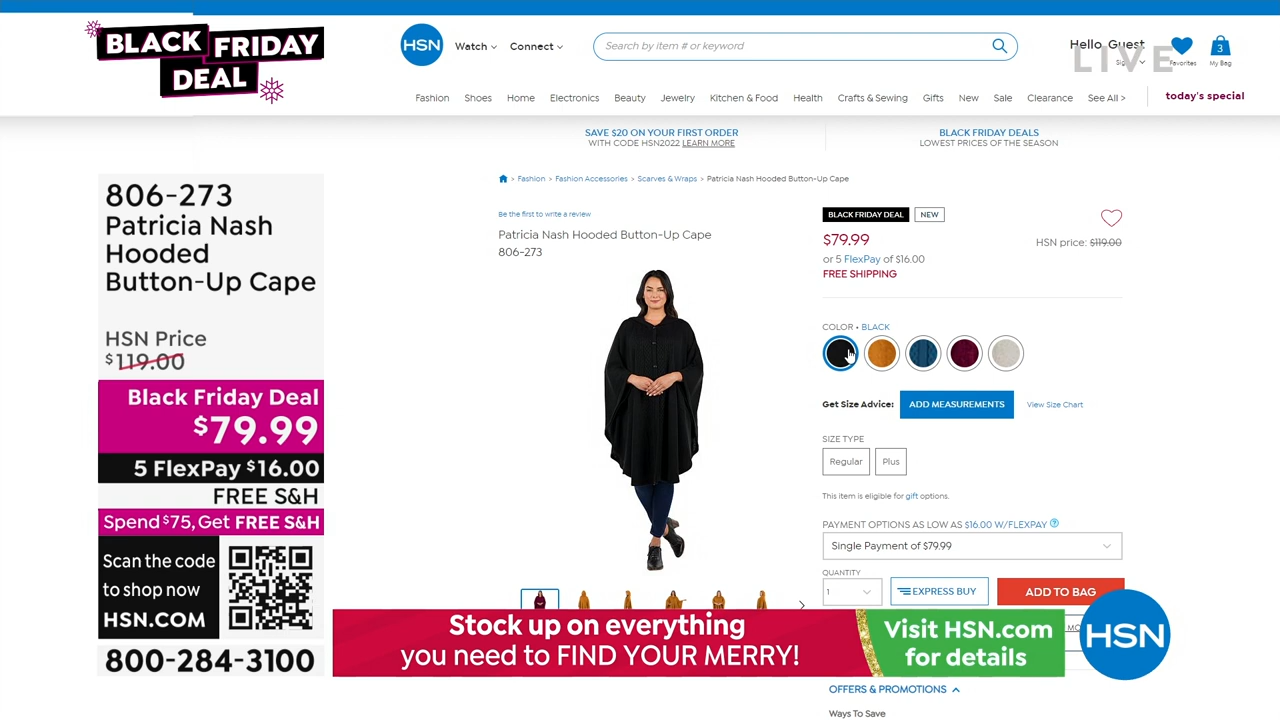 BLACK FRIDAY
DEAL
HSN
Watch
Connect
Search by item # or keyword
Hello, Guest
LIVE
Favorites
3
My Bag
Fashion Shoes Home Electronics Beauty Jewelry Kitchen & Food Health Crafts & Sewing Gifts New Sale Clearance See All > today's special
SAVE $20 ON YOUR FIRST ORDER
WITH CODE HSN2022 LEARN MORE
BLACK FRIDAY DEALS
LOWEST PRICES OF THE SEASON
> Fashion > Fashion Accessories > Scarves & Wraps > Patricia Nash Hooded Button-Up Cape
806-273
Patricia Nash
Hooded
Button-Up Cape
HSN Price
$119.00
Black Friday Deal
$79.99
5 FlexPay $16.00
FREE S&H
Spend $75, Get FREE S&H
Scan the code
to shop now
HSN.COM
800-284-3100
Be the first to write a review
Patricia Nash Hooded Button-Up Cape
806-273
BLACK FRIDAY DEAL NEW
$79.99
HSN price: $119.00
or 5 FlexPay of $16.00
FREE SHIPPING
COLOR • BLACK
Get Size Advice: ADD MEASUREMENTS View Size Chart
SIZE TYPE
Regular Plus
This item is eligible for gift options.
PAYMENT OPTIONS AS LOW AS $16.00 W/FLEXPAY ?
Single Payment of $79.99
QUANTITY
1
EXPRESS BUY
ADD TO BAG
Stock up on everything
you need to FIND YOUR MERRY!
Visit HSN.com
for details
HSN
OFFERS & PROMOTIONS
Ways To Save